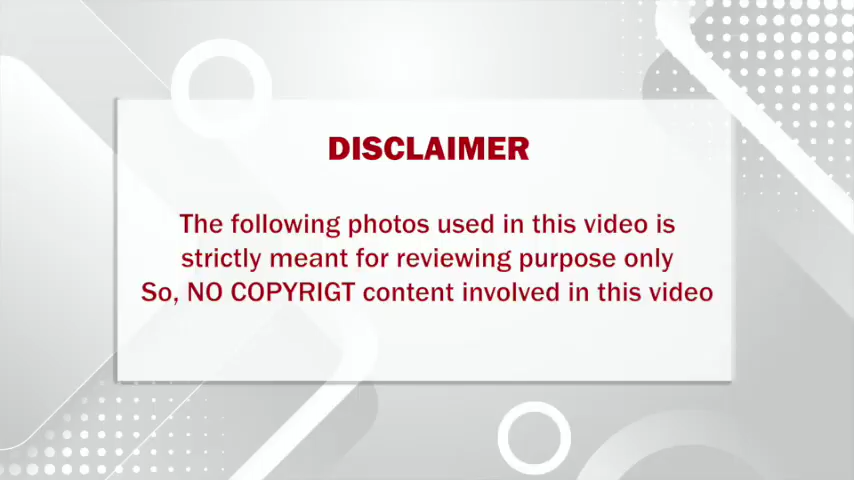 DISCLAIMER
The following photos used in this video is
strictly meant for reviewing purpose only
So, NO COPYRIGT content involved in this video